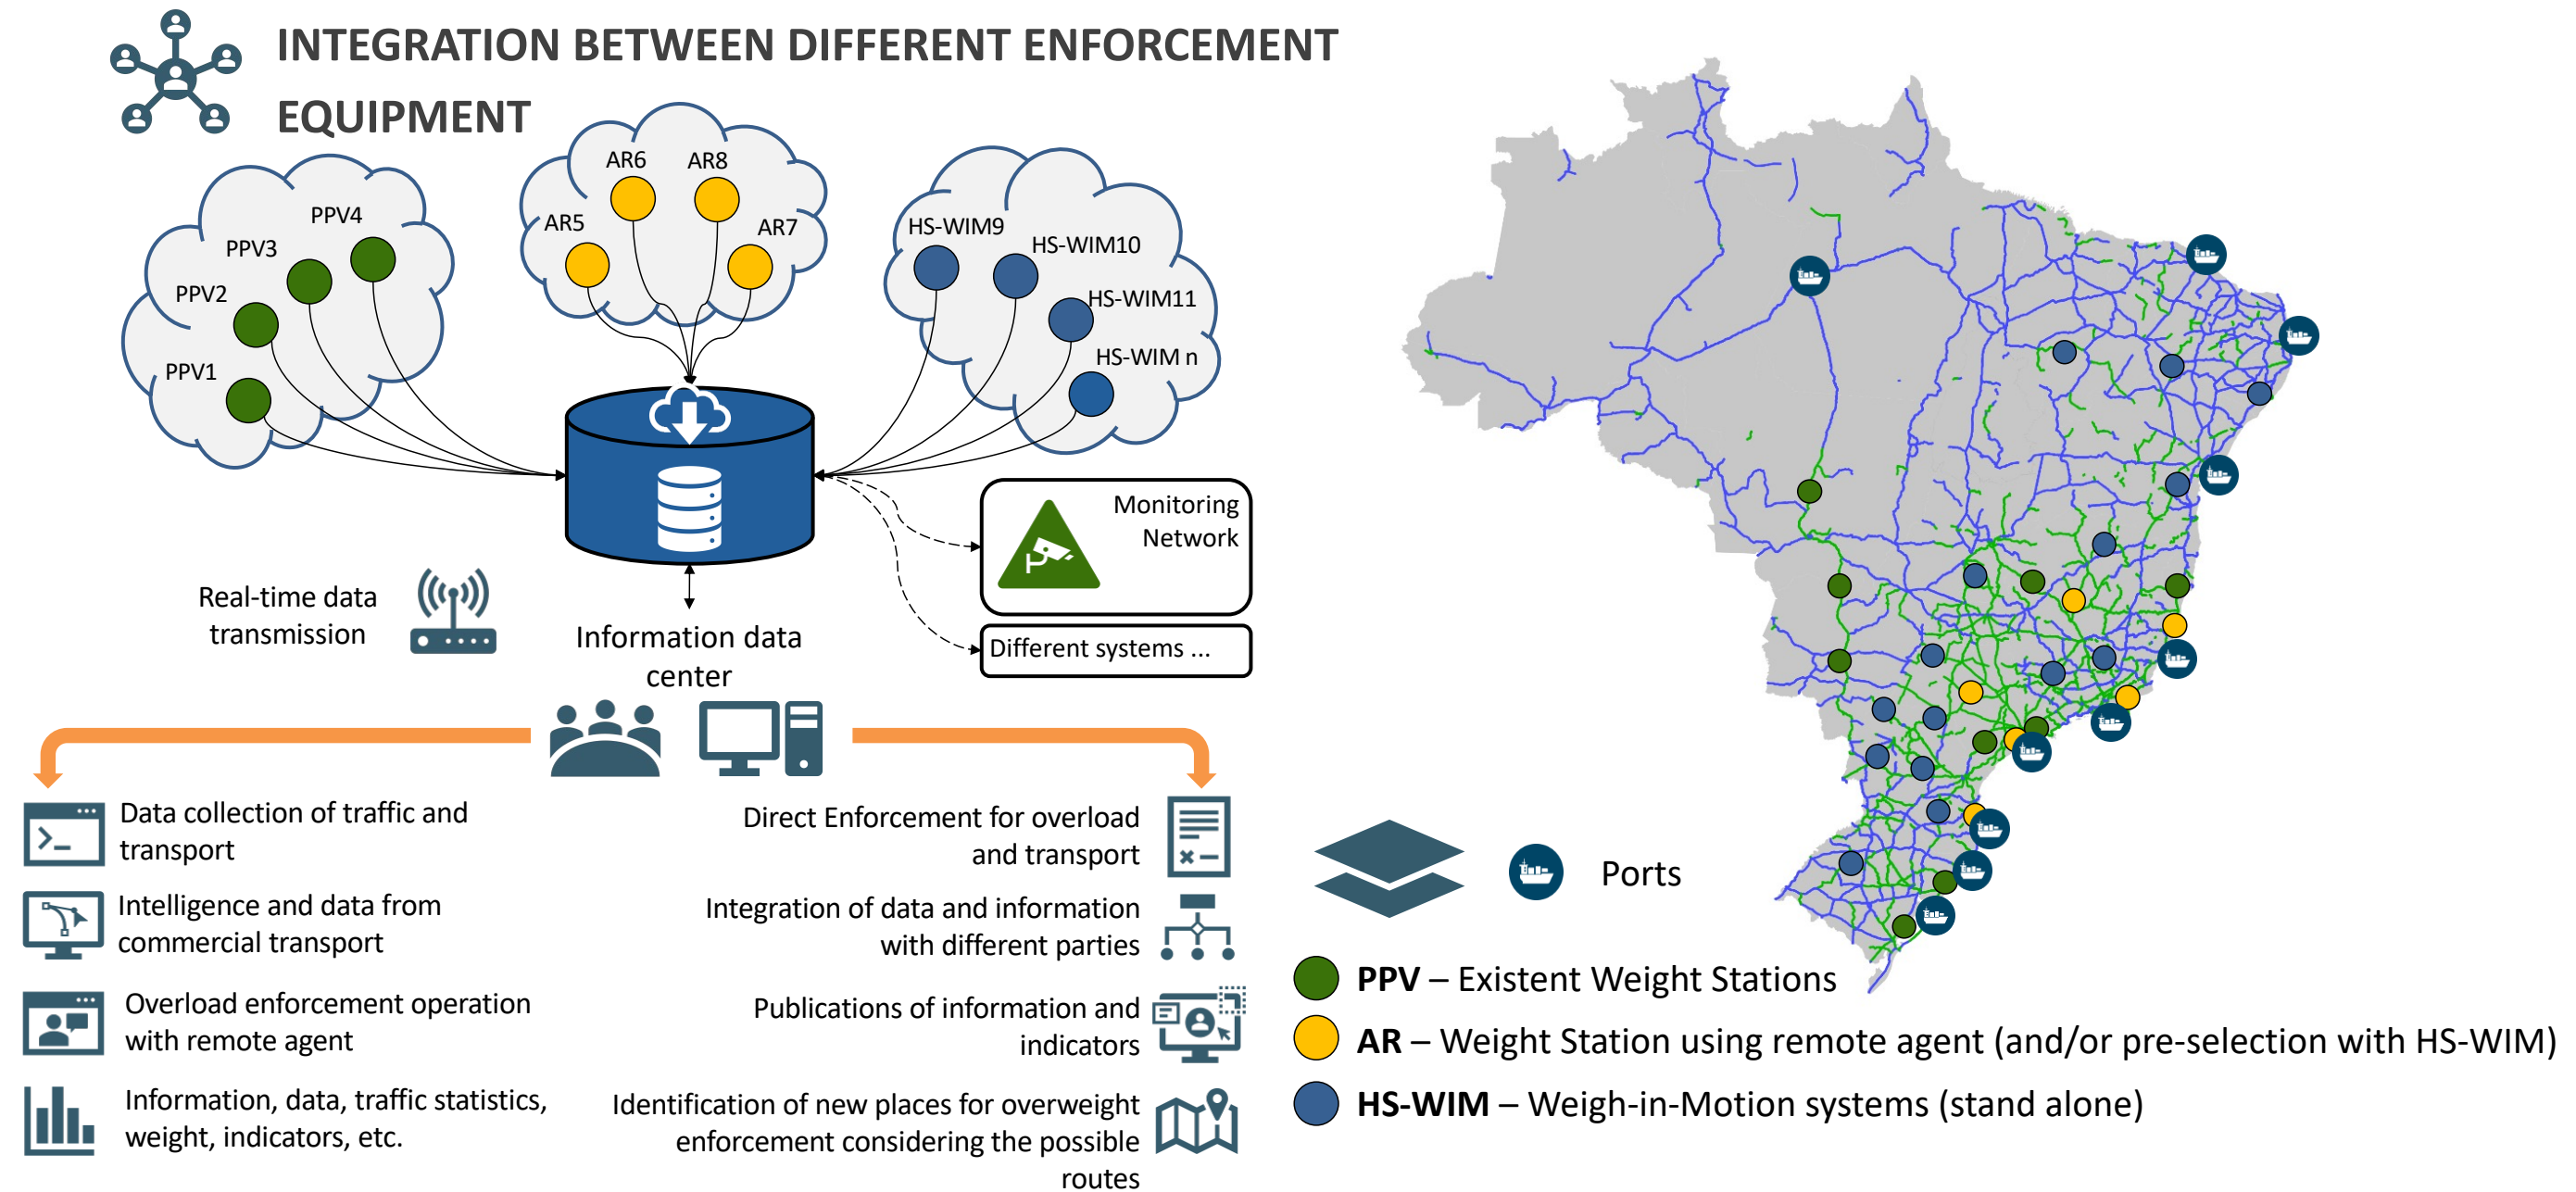 INTEGRATION BETWEEN DIFFERENT ENFORCEMENT
EQUIPMENT
PPV4
PPV3
PPV2
PPV1
AR6
AR8
AR5
AR7
HS-WIM9
HS-WIM10
HS-WIM11
HS-WIM n
Monitoring
Network
Different systems ...
Real-time data
transmission
Information data
center
Data collection of traffic and
transport
Intelligence and data from
commercial transport
Overload enforcement operation
with remote agent
Information, data, traffic statistics,
weight, indicators, etc.
Direct Enforcement for overload
and transport
Integration of data and information
with different parties
Publications of information and
indicators
Identification of new places for overweight
enforcement considering the possible
routes
Ports
PPV – Existent Weight Stations
AR – Weight Station using remote agent (and/or pre-selection with HS-WIM)
HS-WIM – Weigh-in-Motion systems (stand alone)